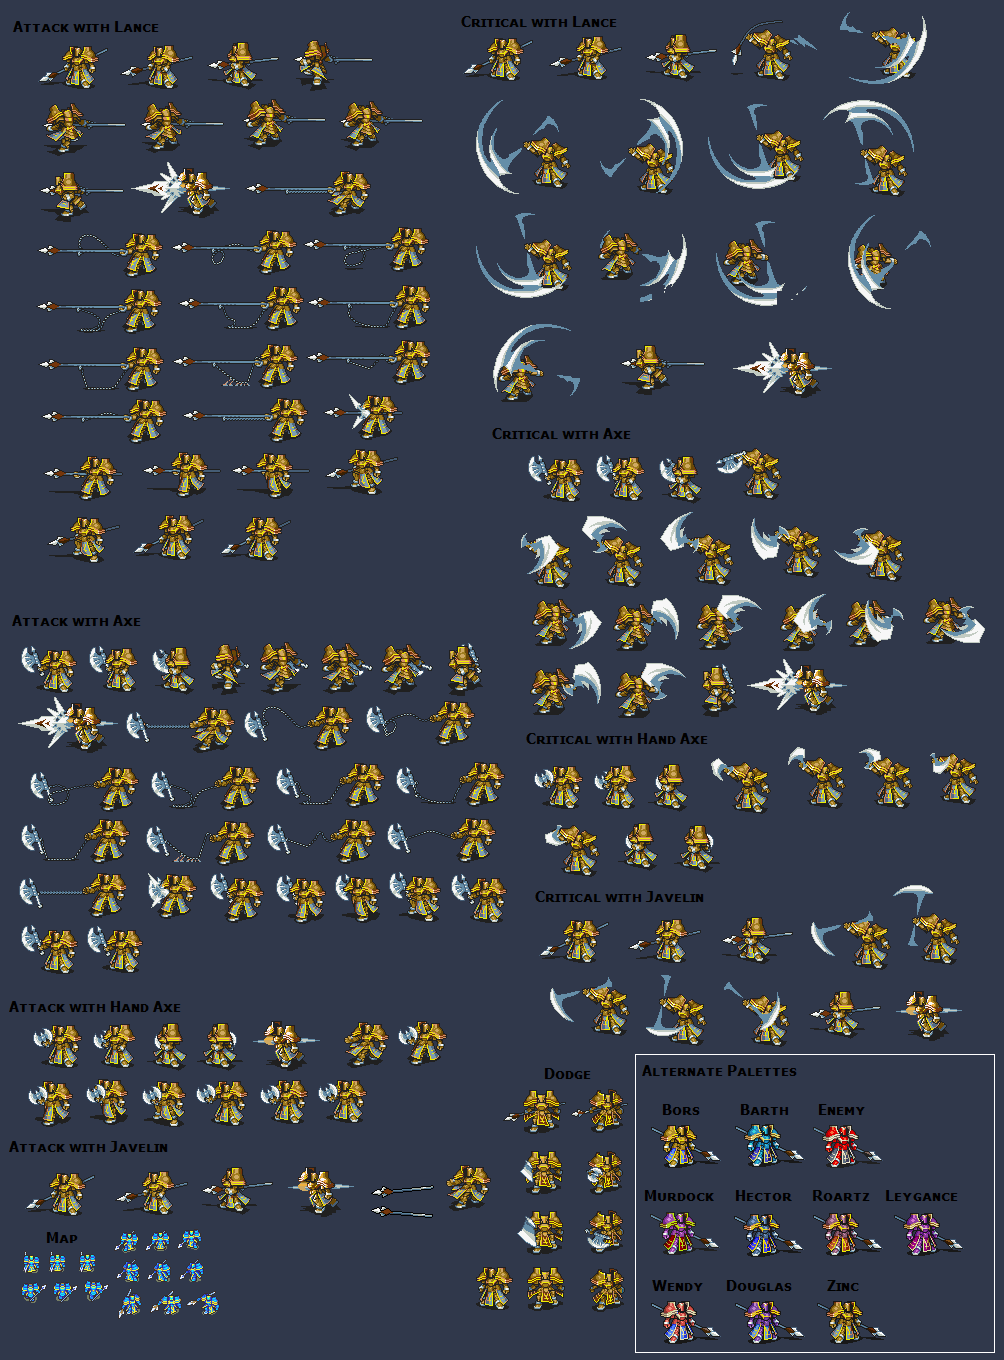 Attack with Lance
Critical with Lance
Critical with Axe
Attack with Axe
Critical with Hand Axe
Critical with Javelin
Attack with Hand Axe
Dodge
Alternate Palettes
Bors Barth Enemy
Murdock Hector Roartz Leygance
Wendy Douglas Zinc
Attack with Javelin
Map